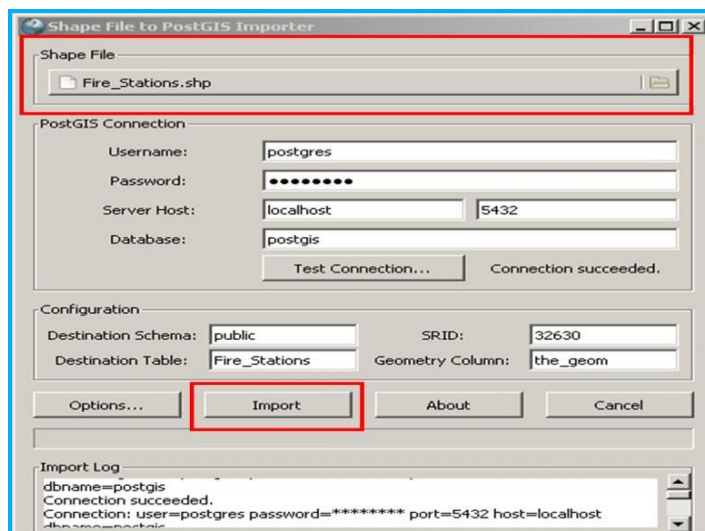 Shape File to PostGIS Importer
Shape File
Fire_Stations.shp
PostGIS Connection
Username: postgres
Password: ●●●●●●●●
Server Host: localhost 5432
Database: postgis
Test Connection... Connection succeeded.
Configuration
Destination Schema: public SRID: 32630
Destination Table: Fire_Stations Geometry Column: the_geom
Options... Import About Cancel
Import Log
dbname=postgis
Connection succeeded.
Connection: user=postgres password=******** port=5432 host=localhost
dbname=postgis